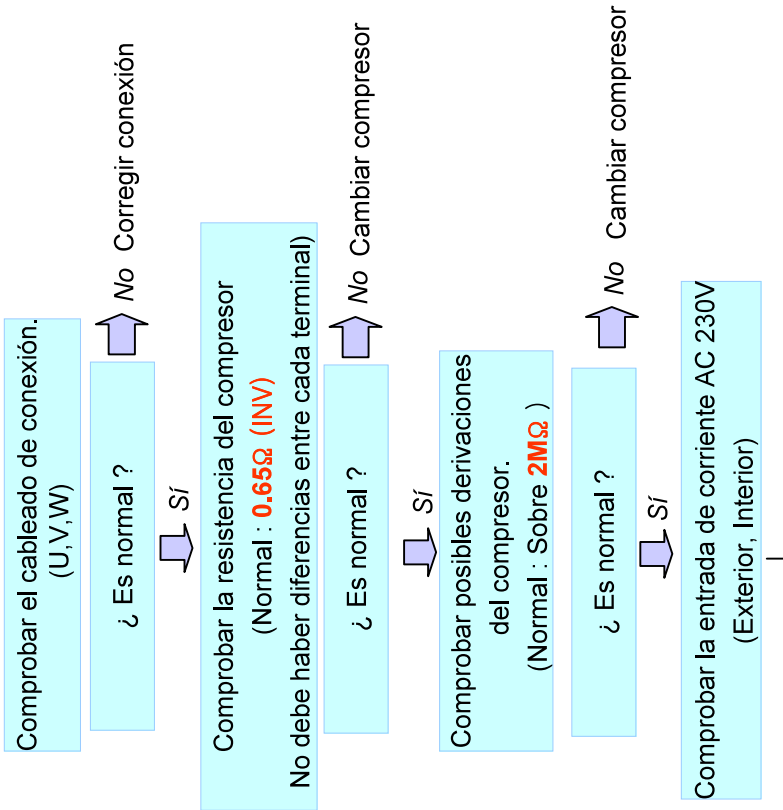 Comprobar el cableado de conexión.
(U,V,W)
¿ Es normal ?
No Corregir conexión
Sí
Comprobar la resistencia del compresor
(Normal : 0.65Ω (INV)
No debe haber diferencias entre cada terminal)
¿ Es normal ?
No Cambiar compresor
Sí
Comprobar posibles derivaciones
del compresor.
(Normal : Sobre 2MΩ )
¿ Es normal ?
No Cambiar compresor
Sí
Comprobar la entrada de corriente AC 230V
(Exterior, Interior)